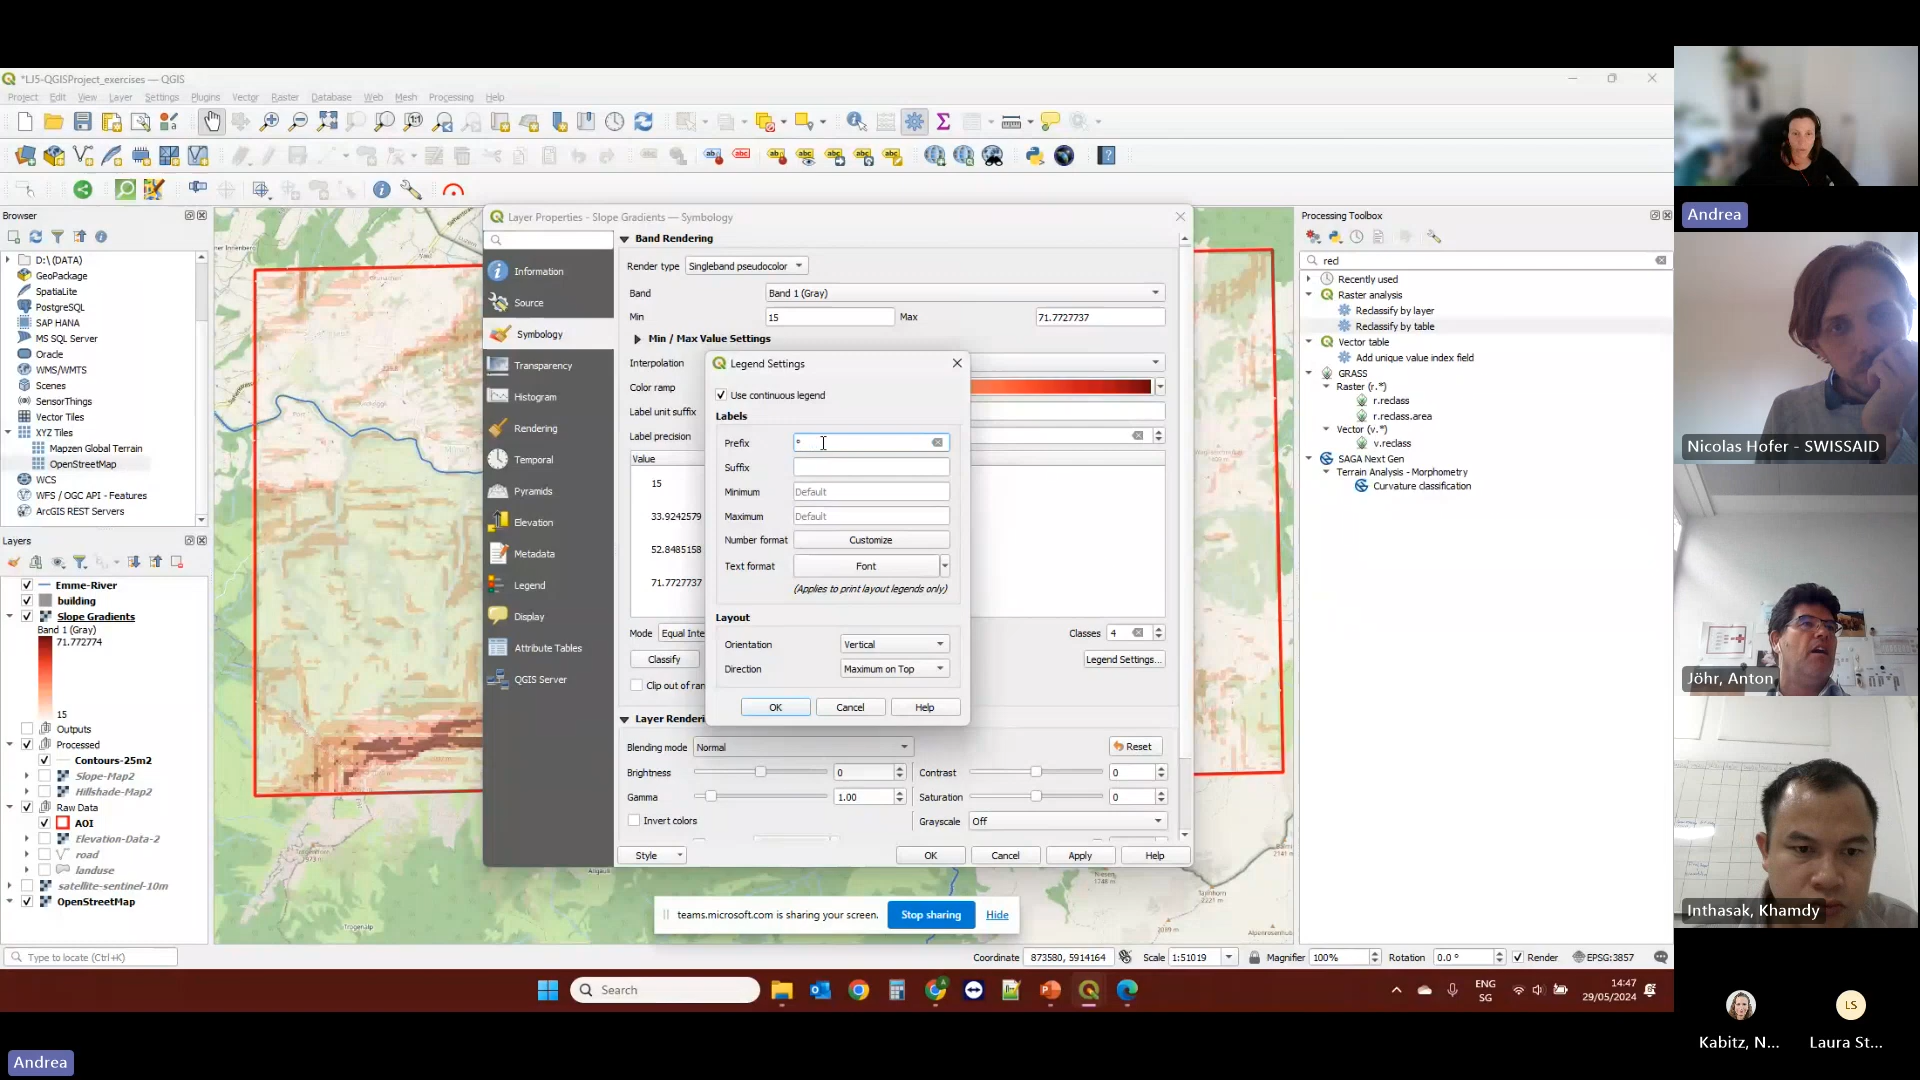 *LJ5-QGISProject_exercises — QGIS
Project Edit View Layer Settings Plugins Vector Raster Database Web Mesh Processing Help
Browser
D:\ (DATA)
GeoPackage
SpatiaLite
PostgreSQL
SAP HANA
MS SQL Server
Oracle
WMS/WMTS
Scenes
SensorThings
Vector Tiles
XYZ Tiles
Mapzen Global Terrain
OpenStreetMap
WCS
WFS / OGC API - Features
ArcGIS REST Servers
Layers
Emme-River
building
Slope Gradients
Band 1 (Gray)
71.772774
15
Outputs
Processed
Contours-25m2
Slope-Map2
Hillshade-Map2
Raw Data
AOI
Elevation-Data-2
road
landuse
satellite-sentinel-10m
OpenStreetMap
Layer Properties - Slope Gradients — Symbology
Information
Source
Symbology
Transparency
Histogram
Rendering
Temporal
Pyramids
Elevation
Metadata
Legend
Display
Attribute Tables
QGIS Server
Band Rendering
Render type Singleband pseudocolor
Band Band 1 (Gray)
Min 15 Max 71.7727737
Min / Max Value Settings
Interpolation
Color ramp
Label unit suffix
Label precision
Value
15
33.9242579
52.8485158
71.7727737
Mode Equal Inte
Classes 4
Classify
Legend Settings...
Clip out of ran
Layer Renderi
Blending mode Normal
Reset
Brightness 0 Contrast 0
Gamma 1.00 Saturation 0
Invert colors
Grayscale Off
Style
OK Cancel Apply Help
Legend Settings
Use continuous legend
Labels
Prefix °
Suffix
Minimum Default
Maximum Default
Number format Customize
Text format Font
(Applies to print layout legends only)
Layout
Orientation Vertical
Direction Maximum on Top
OK Cancel Help
Processing Toolbox
red
Recently used
Raster analysis
Reclassify by layer
Reclassify by table
Vector table
Add unique value index field
GRASS
Raster (r.*)
r.reclass
r.reclass.area
Vector (v.*)
v.reclass
SAGA Next Gen
Terrain Analysis - Morphometry
Curvature classification
teams.microsoft.com is sharing your screen.
Stop sharing
Hide
Type to locate (Ctrl+K)
Coordinate 873580, 5914164 Scale 1:51019 Magnifier 100% Rotation 0.0 ° Render EPSG:3857
Search
ENG
SG
14:47
29/05/2024
Andrea
Nicolas Hofer - SWISSAID
Jöhr, Anton
Inthasak, Khamdy
LS
Kabitz, N...
Laura St...
Andrea